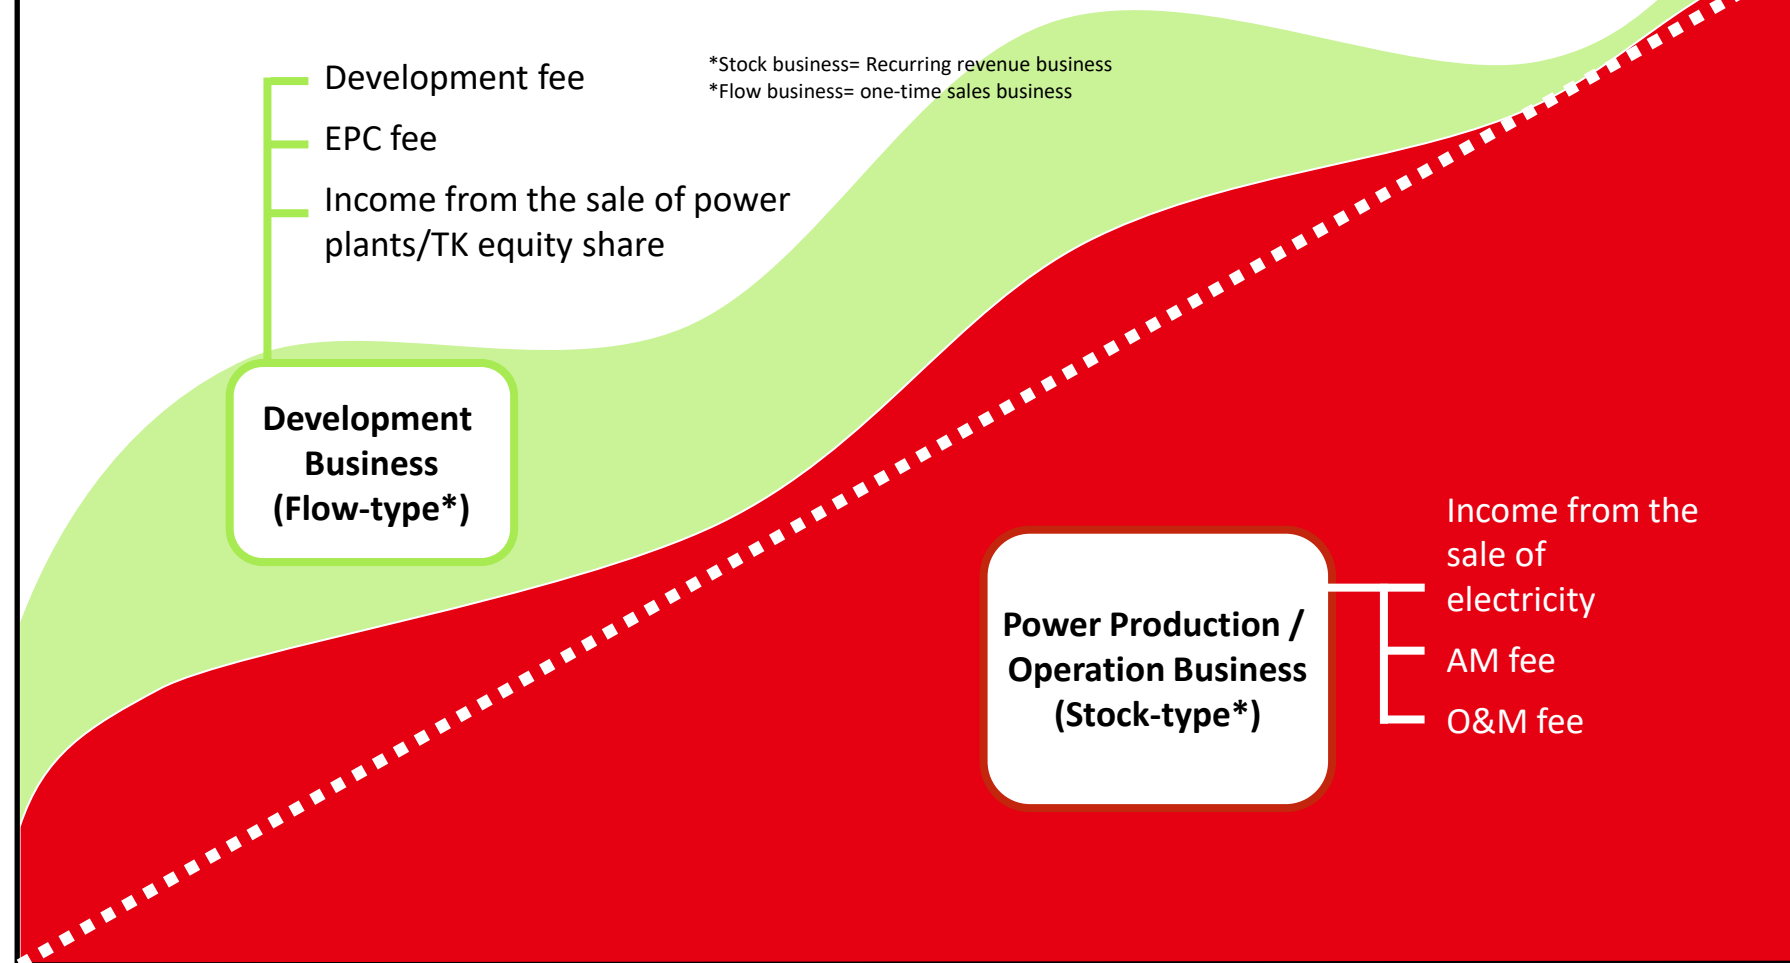 Development fee
EPC fee
Income from the sale of power
plants/TK equity share
*Stock business= Recurring revenue business
*Flow business= one-time sales business
Development
Business
(Flow-type*)
Power Production /
Operation Business
(Stock-type*)
Income from the
sale of
electricity
AM fee
O&M fee